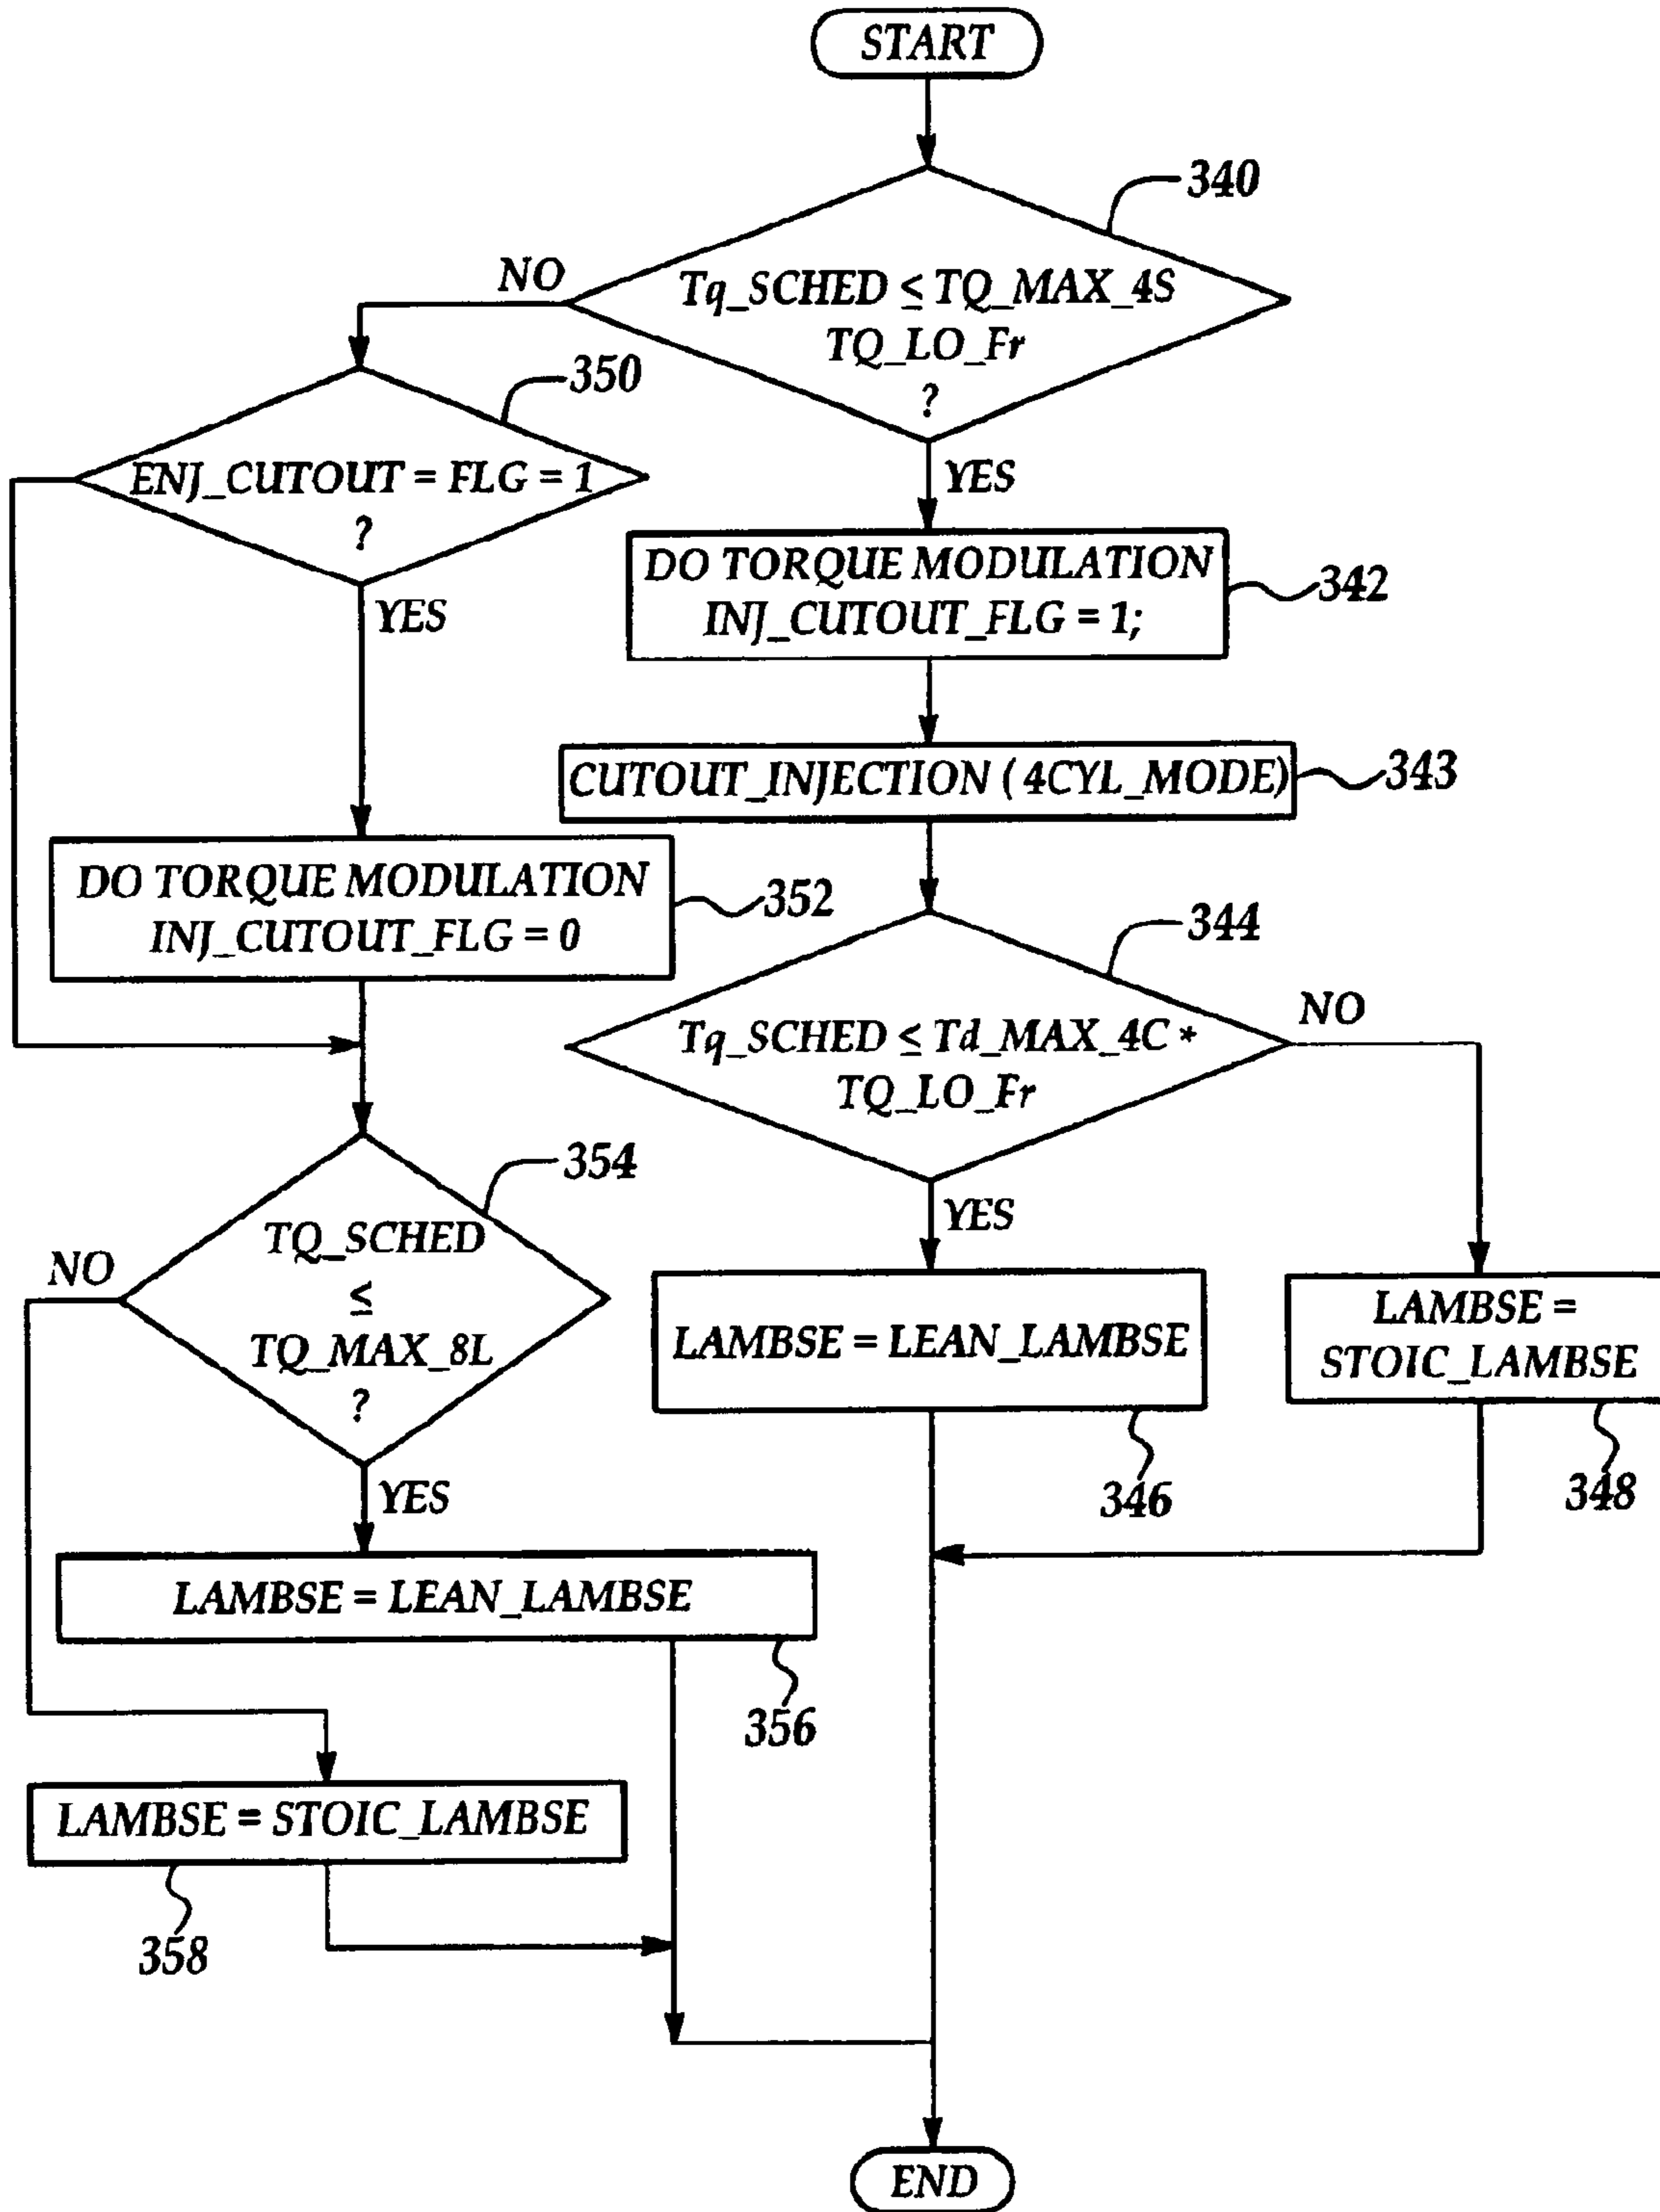 START
340
Tq_SCHED ≤ TQ_MAX_4S
TQ_LO_Fr
?
NO
YES
350
ENJ_CUTOUT = FLG = 1
?
YES
DO TORQUE MODULATION
INJ_CUTOUT_FLG = 1;
342
CUTOUT_INJECTION ( 4CYL_MODE)
343
DO TORQUE MODULATION
INJ_CUTOUT_FLG = 0
352
344
Tq_SCHED ≤ Td_MAX_4C *
TQ_LO_Fr
NO
YES
354
TQ_SCHED
≤
TQ_MAX_8L
?
NO
YES
LAMBSE = LEAN_LAMBSE
346
LAMBSE =
STOIC_LAMBSE
348
LAMBSE = LEAN_LAMBSE
356
LAMBSE = STOIC_LAMBSE
358
END